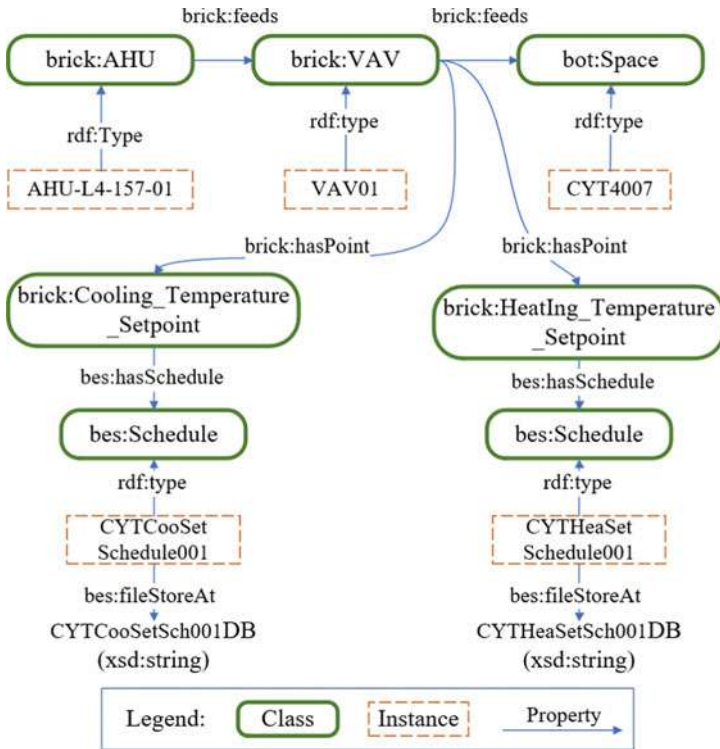 brick:feeds
brick:feeds
brick:AHU
brick:VAV
bot:Space
rdf:Type
rdf:type
rdf:type
AHU-L4-157-01
VAV01
CYT4007
brick:hasPoint
brick:hasPoint
brick:Cooling_Temperature
_Setpoint
brick:HeatIng_Temperature
_Setpoint
bes:hasSchedule
bes:hasSchedule
bes:Schedule
bes:Schedule
rdf:type
rdf:type
CYTCooSet
Schedule001
CYTHeaSet
Schedule001
bes:fileStoreAt
bes:fileStoreAt
CYTCooSetSch001DB
(xsd:string)
CYTHeaSetSch001DB
(xsd:string)
Legend:
Class
Instance
Property